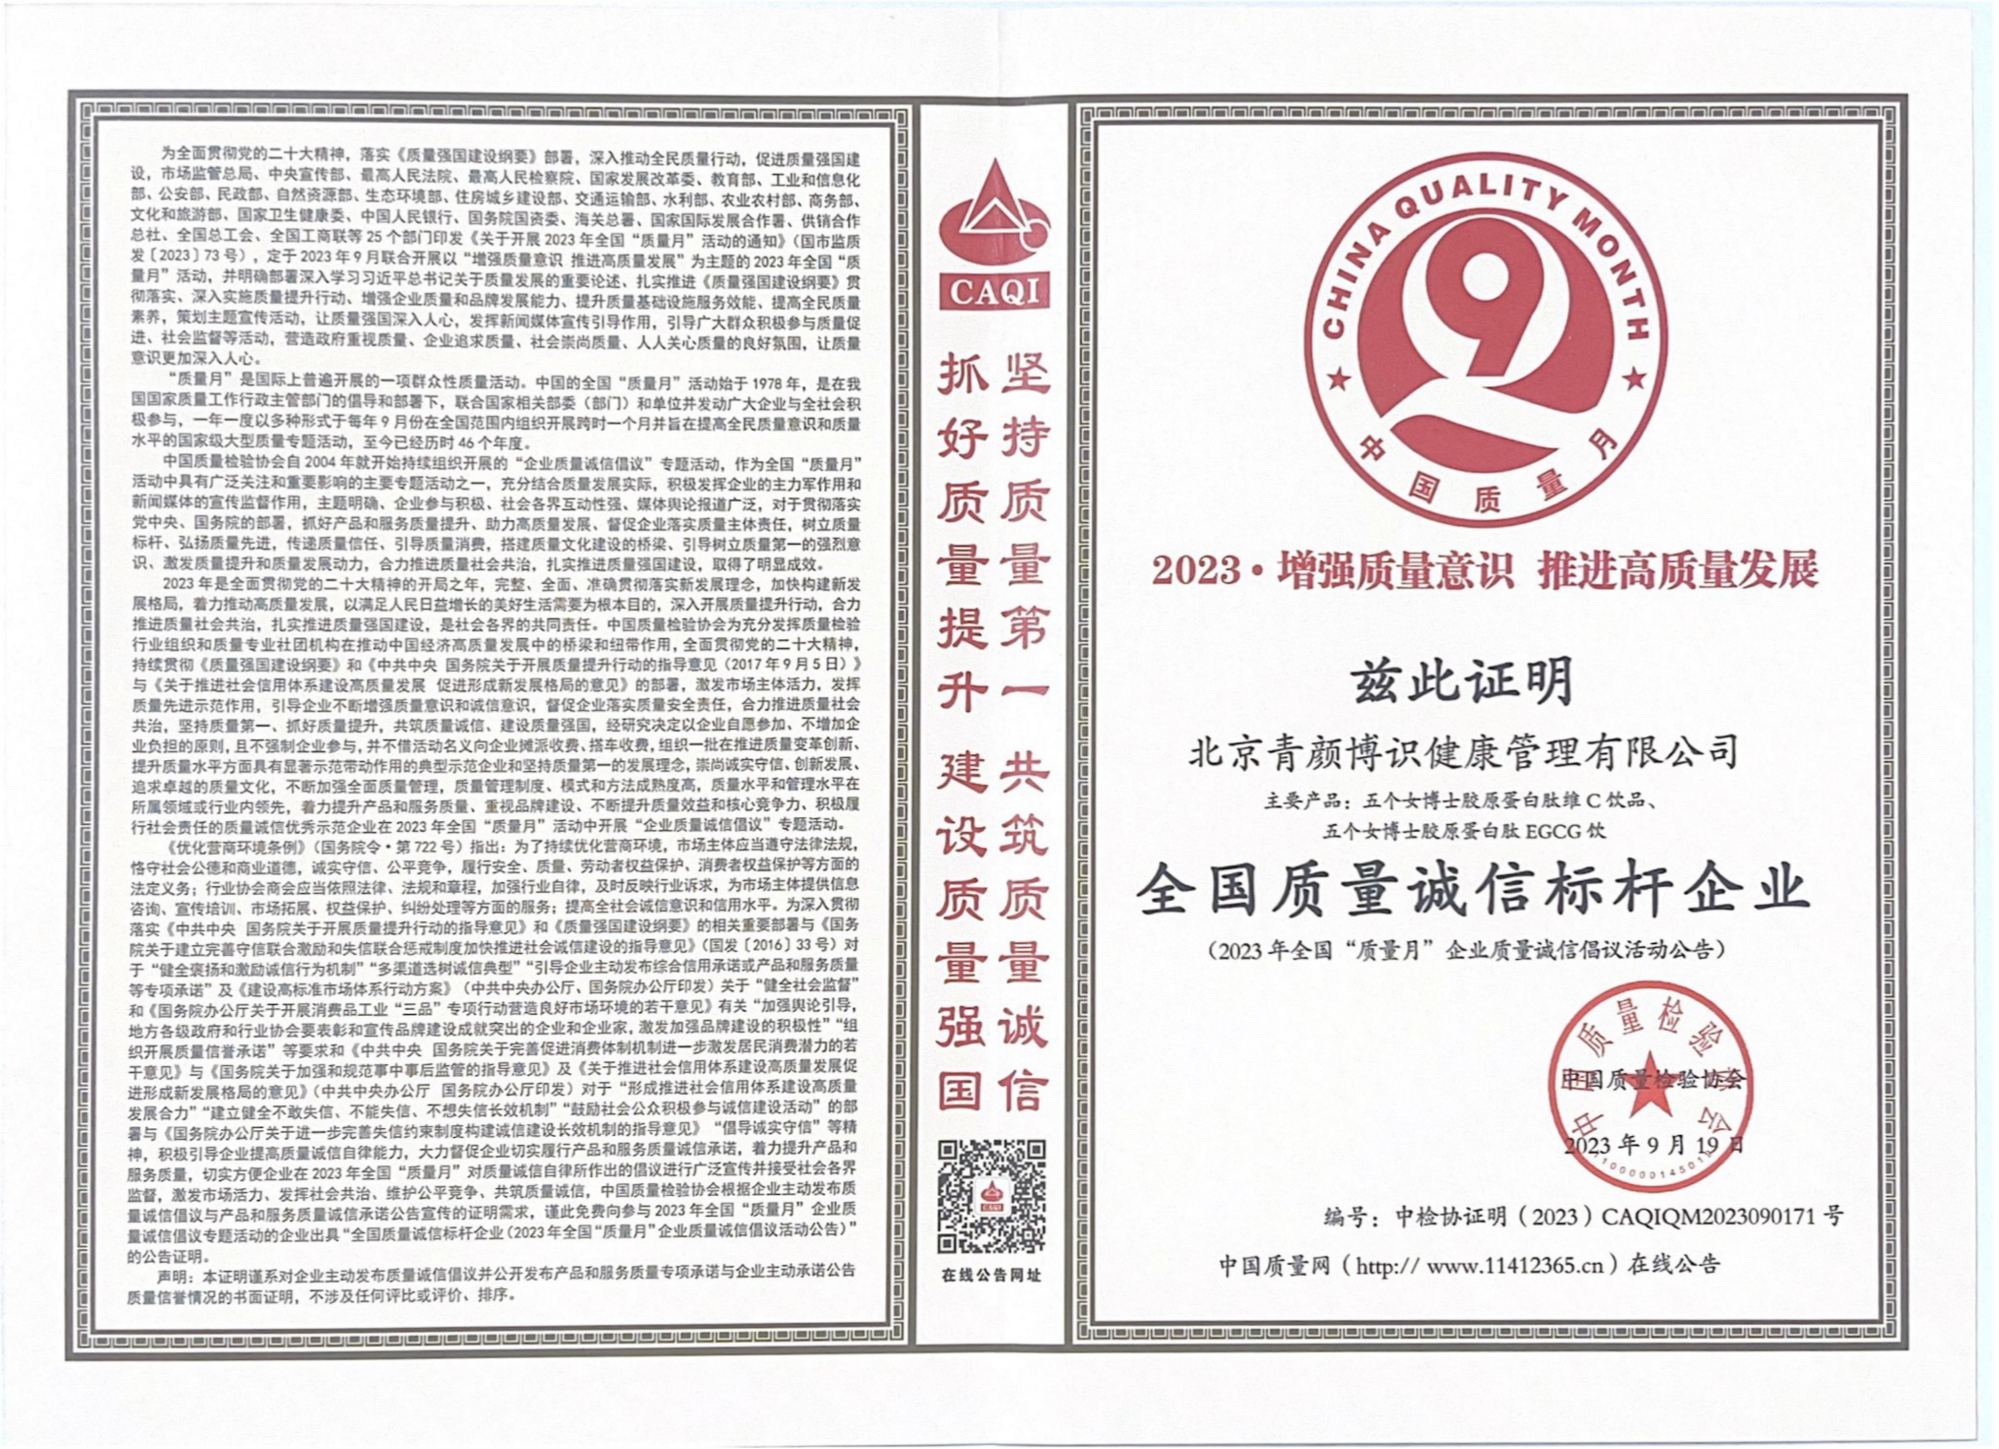 为全面贯彻党的二十大精神，落实《质量强国建设纲要》部署，深入推动全民质量行动，促进质量强国建
设，市场监管总局、中央宣传部、最高人民法院、最高人民检察院、国家发展改革委、教育部、工业和信息化
部、公安部、民政部、自然资源部、生态环境部、住房城乡建设部、交通运输部、水利部、农业农村部、商务部、
文化和旅游部、国家卫生健康委、中国人民银行、国务院国资委、海关总署、国家国际发展合作署、供销合作
总社、全国总工会、全国工商联等 25 个部门印发《关于开展 2023 年全国“质量月”活动的通知》（国市监质
发〔2023〕73 号），定于 2023 年 9 月联合开展以“增强质量意识 推进高质量发展”为主题的 2023 年全国“质
量月”活动，并明确部署深入学习习近平总书记关于质量发展的重要论述、扎实推进《质量强国建设纲要》贯
彻落实、深入实施质量提升行动、增强企业质量和品牌发展能力、提升质量基础设施服务效能、提高全民质量
素养，策划主题宣传活动，让质量强国深入人心，发挥新闻媒体宣传引导作用，引导广大群众积极参与质量促
进、社会监督等活动，营造政府重视质量、企业追求质量、社会崇尚质量、人人关心质量的良好氛围，让质量
意识更加深入人心。
“质量月”是国际上普遍开展的一项群众性质量活动。中国的全国“质量月”活动始于 1978 年，是在我
国国家质量工作行政主管部门的倡导和部署下，联合国家相关部委（部门）和单位并发动广大企业与全社会积
极参与，一年一度以多种形式于每年 9 月份在全国范围内组织开展跨时一个月并旨在提高全民质量意识和质量
水平的国家级大型质量专题活动，至今已经历时 46 个年度。
中国质量检验协会自 2004 年就开始持续组织开展的“企业质量诚信倡议”专题活动，作为全国“质量月”
活动中具有广泛关注和重要影响的主要专题活动之一，充分结合质量发展实际，积极发挥企业的主力军作用和
新闻媒体的宣传监督作用，主题明确、企业参与积极、社会各界互动性强、媒体舆论报道广泛，对于贯彻落实
党中央、国务院的部署，抓好产品和服务质量提升、助力高质量发展、督促企业落实质量主体责任，树立质量
标杆、弘扬质量先进，传递质量信任、引导质量消费，搭建质量文化建设的桥梁、引导树立质量第一的强烈意
识、激发质量提升和质量发展动力，合力推进质量社会共治，扎实推进质量强国建设，取得了明显成效。
2023 年是全面贯彻党的二十大精神的开局之年，完整、全面、准确贯彻落实新发展理念，加快构建新发
展格局，着力推动高质量发展，以满足人民日益增长的美好生活需要为根本目的，深入开展质量提升行动，合力
推进质量社会共治，扎实推进质量强国建设，是社会各界的共同责任。中国质量检验协会为充分发挥质量检验
行业组织和质量专业社团机构在推动中国经济高质量发展中的桥梁和纽带作用，全面贯彻党的二十大精神，
持续贯彻《质量强国建设纲要》和《中共中央 国务院关于开展质量提升行动的指导意见（2017 年 9 月 5 日）》
与《关于推进社会信用体系建设高质量发展 促进形成新发展格局的意见》的部署，激发市场主体活力，发挥
质量先进示范作用，引导企业不断增强质量意识和诚信意识，督促企业落实质量安全责任，合力推进质量社会
共治，坚持质量第一、抓好质量提升，共筑质量诚信、建设质量强国，经研究决定以企业自愿参加、不增加企
业负担的原则，且不强制企业参与，并不借活动名义向企业摊派收费、搭车收费，组织一批在推进质量变革创新、
提升质量水平方面具有显著示范带动作用的典型示范企业和坚持质量第一的发展理念，崇尚诚实守信、创新发展、
追求卓越的质量文化，不断加强全面质量管理，质量管理制度、模式和方法成熟度高，质量水平和管理水平在
所属领域或行业内领先，着力提升产品和服务质量、重视品牌建设、不断提升质量效益和核心竞争力、积极履
行社会责任的质量诚信优秀示范企业在 2023 年全国“质量月”活动中开展“企业质量诚信倡议”专题活动。
《优化营商环境条例》（国务院令·第 722 号）指出：为了持续优化营商环境，市场主体应当遵守法律法规，
恪守社会公德和商业道德，诚实守信、公平竞争，履行安全、质量、劳动者权益保护、消费者权益保护等方面的
法定义务；行业协会商会应当依照法律、法规和章程，加强行业自律，及时反映行业诉求，为市场主体提供信息
咨询、宣传培训、市场拓展、权益保护、纠纷处理等方面的服务；提高全社会诚信意识和信用水平。为深入贯彻
落实《中共中央 国务院关于开展质量提升行动的指导意见》和《质量强国建设纲要》的相关重要部署与《国务
院关于建立完善守信联合激励和失信联合惩戒制度加快推进社会诚信建设的指导意见》（国发〔2016〕33 号）对
于“健全褒扬和激励诚信行为机制”“多渠道选树诚信典型”“引导企业主动发布综合信用承诺或产品和服务质量
等专项承诺”及《建设高标准市场体系行动方案》（中共中央办公厅、国务院办公厅印发）关于“健全社会监督”
和《国务院办公厅关于开展消费品工业“三品”专项行动营造良好市场环境的若干意见》有关“加强舆论引导，
地方各级政府和行业协会要表彰和宣传品牌建设成就突出的企业和企业家，激发加强品牌建设的积极性”“组
织开展质量信誉承诺”等要求和《中共中央 国务院关于完善促进消费体制机制进一步激发居民消费潜力的若
干意见》与《国务院关于加强和规范事中事后监管的指导意见》及《关于推进社会信用体系建设高质量发展促
进形成新发展格局的意见》（中共中央办公厅 国务院办公厅印发）对于“形成推进社会信用体系建设高质量
发展合力”“建立健全不敢失信、不能失信、不想失信长效机制”“鼓励社会公众积极参与诚信建设活动”的部
署与《国务院办公厅关于进一步完善失信约束制度构建诚信建设长效机制的指导意见》“倡导诚实守信”等精
神，积极引导企业提高质量诚信自律能力，大力督促企业切实履行产品和服务质量诚信承诺，着力提升产品和
服务质量，切实方便企业在 2023 年全国“质量月”对质量诚信自律所作出的倡议进行广泛宣传并接受社会各界
监督，激发市场活力、发挥社会共治、维护公平竞争、共筑质量诚信，中国质量检验协会根据企业主动发布质
量诚信倡议与产品和服务质量诚信承诺公告宣传的证明需求，谨此免费向参与 2023 年全国“质量月”企业质
量诚信倡议专题活动的企业出具“全国质量诚信标杆企业（2023 年全国“质量月”企业质量诚信倡议活动公告）”
的公告证明。
声明：本证明谨系对企业主动发布质量诚信倡议并公开发布产品和服务质量专项承诺与企业主动承诺公告
质量信誉情况的书面证明，不涉及任何评比或评价、排序。
CAQI
坚持质量第一 共筑质量诚信
抓好质量提升 建设质量强国
CAQI
在线公告网址
CHINA QUALITY MONTH
9
中国质量月
2023·增强质量意识 推进高质量发展
兹此证明
北京青颜博识健康管理有限公司
主要产品：五个女博士胶原蛋白肽维 C 饮品、
五个女博士胶原蛋白肽 EGCG 饮
全国质量诚信标杆企业
（2023 年全国“质量月”企业质量诚信倡议活动公告）
中国质量检验协会
中国质量检验协会
2023 年 9 月 19 日
编号：中检协证明（2023）CAQIQM2023090171 号
中国质量网（http:// www.11412365.cn）在线公告